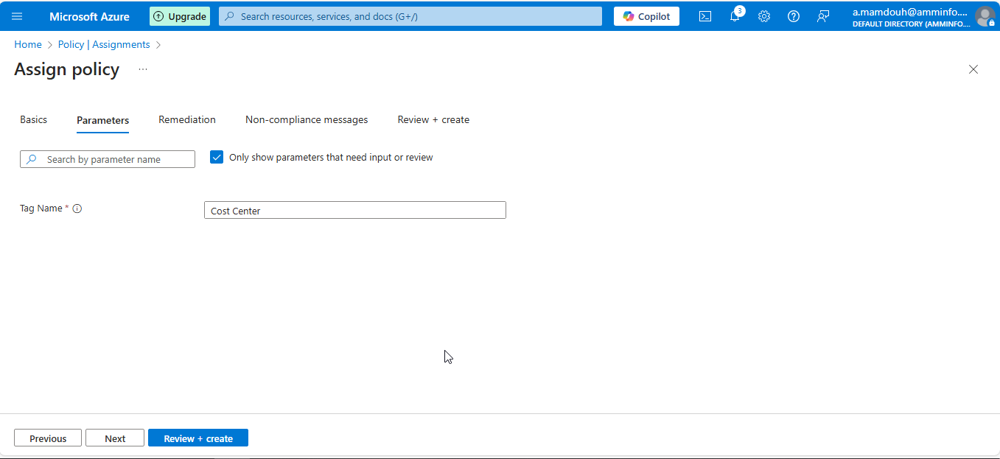 Microsoft Azure Upgrade Search resources, services, and docs (G+/) Copilot 3 a.mamdouh@amminfo....
DEFAULT DIRECTORY (AMMINFO....
Home > Policy | Assignments >
Assign policy ...
Basics Parameters Remediation Non-compliance messages Review + create
Search by parameter name Only show parameters that need input or review
Tag Name * Cost Center
Previous Next Review + create